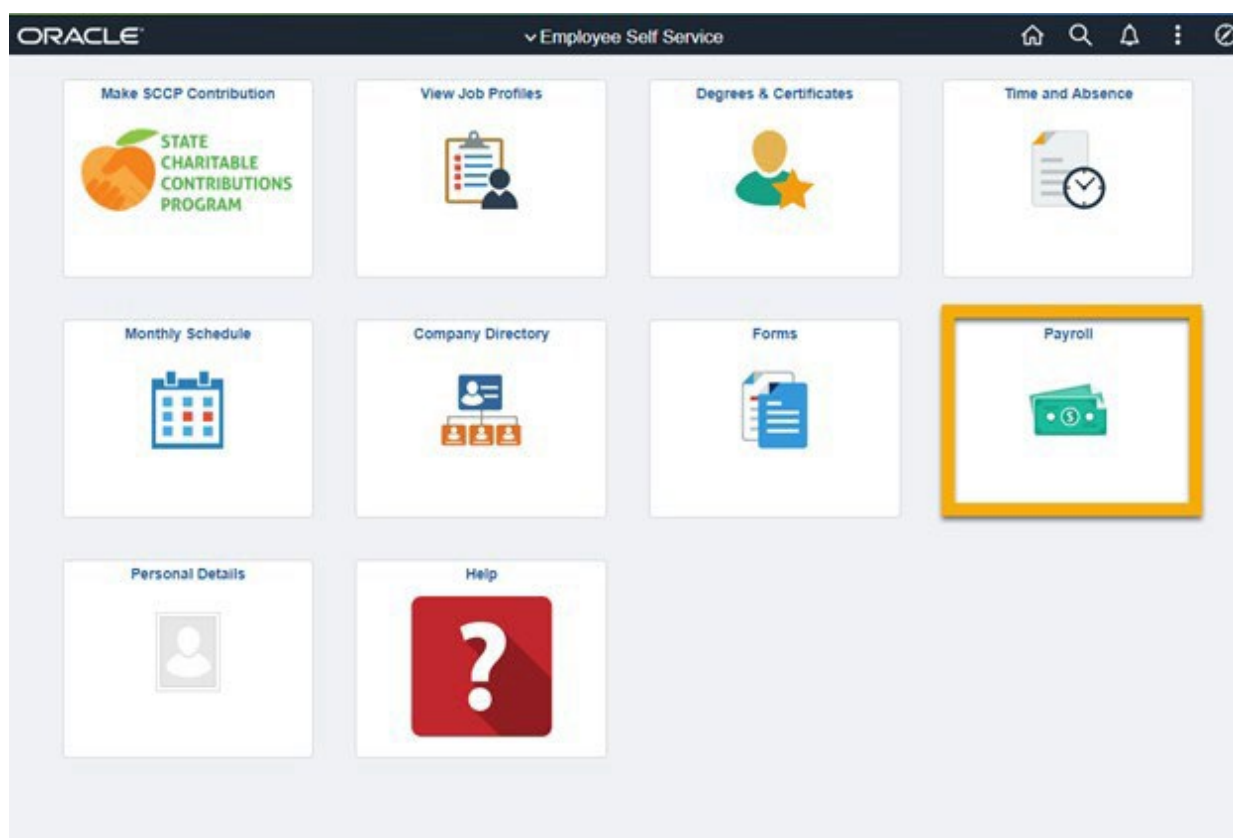 ORACLE
Employee Self Service
Make SCCP Contribution
View Job Profiles
Degrees & Certificates
Time and Absence
STATE
CHARITABLE
CONTRIBUTIONS
PROGRAM
Monthly Schedule
Company Directory
Forms
Payroll
$
Personal Details
Help
?